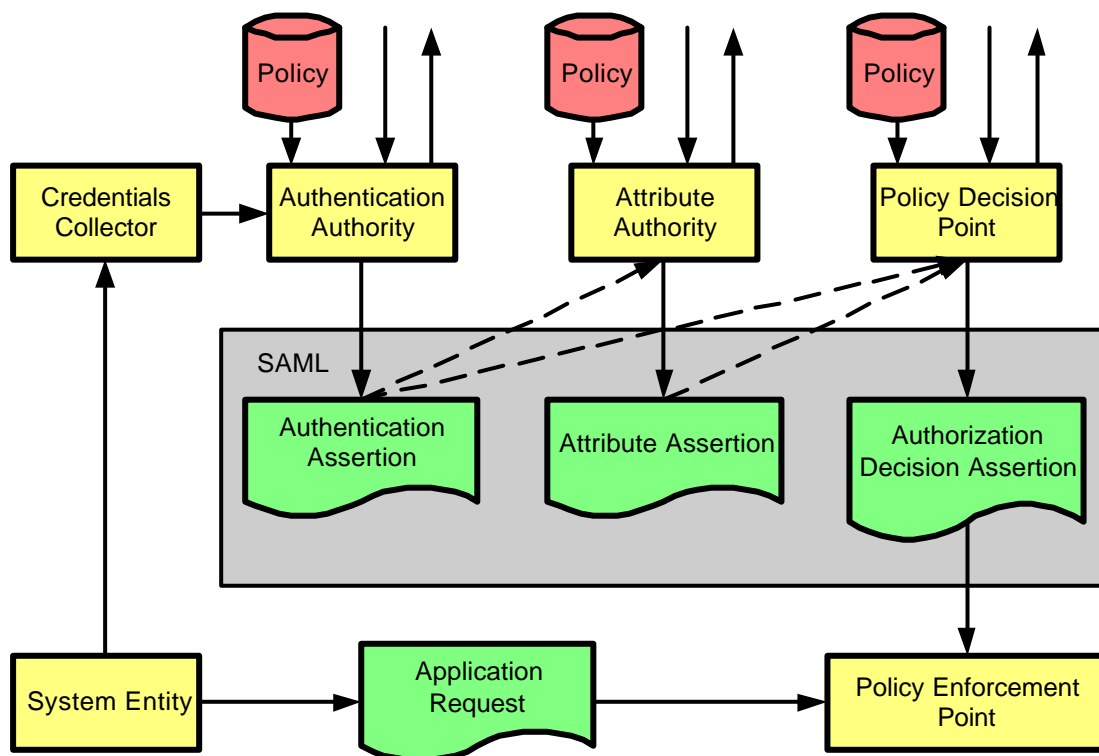 Policy
Policy
Policy
Credentials
Collector
Authentication
Authority
Attribute
Authority
Policy Decision
Point
SAML
Authentication
Assertion
Attribute Assertion
Authorization
Decision Assertion
System Entity
Application
Request
Policy Enforcement
Point